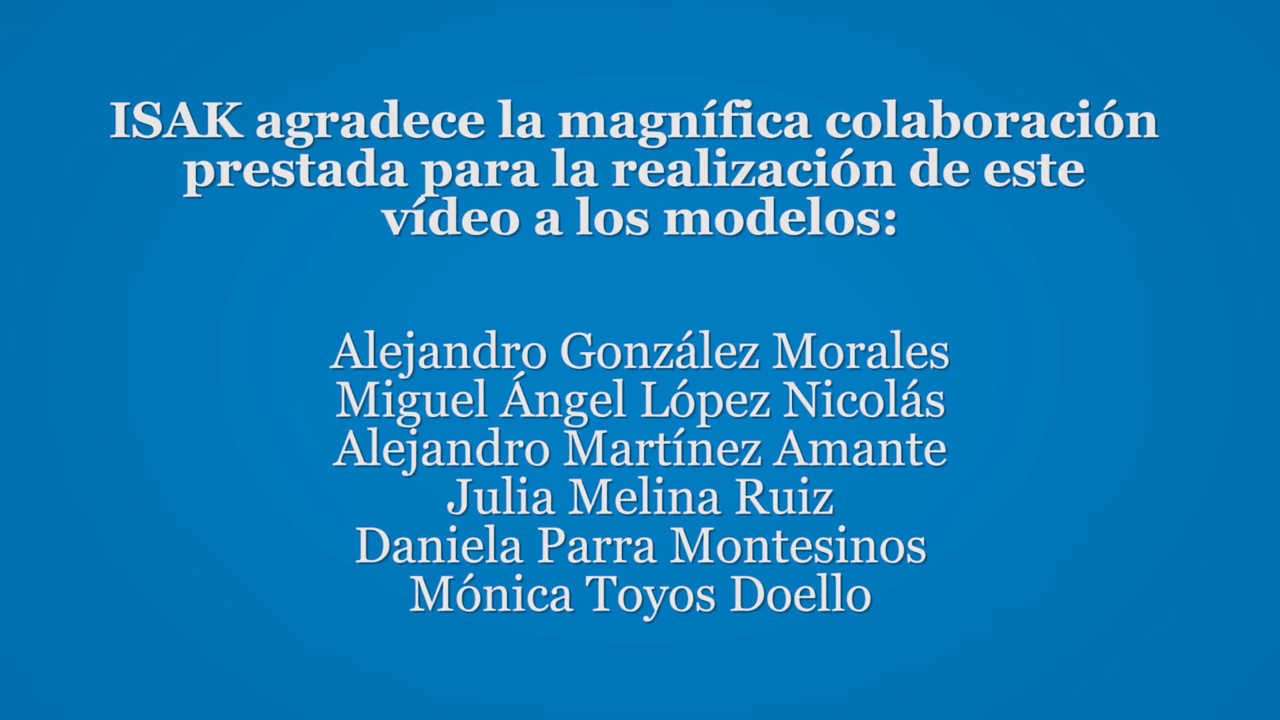 ISAK agradece la magnífica colaboración
prestada para la realización de este
vídeo a los modelos:
Alejandro González Morales
Miguel Ángel López Nicolás
Alejandro Martínez Amante
Julia Melina Ruiz
Daniela Parra Montesinos
Mónica Toyos Doello